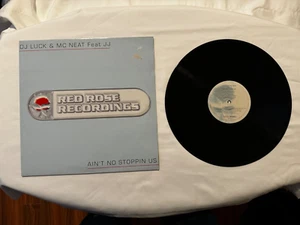 DJ LUCK & MC NEAT Feat JJ
RED ROSE
RECORDINGS
AIN'T NO STOPPIN US